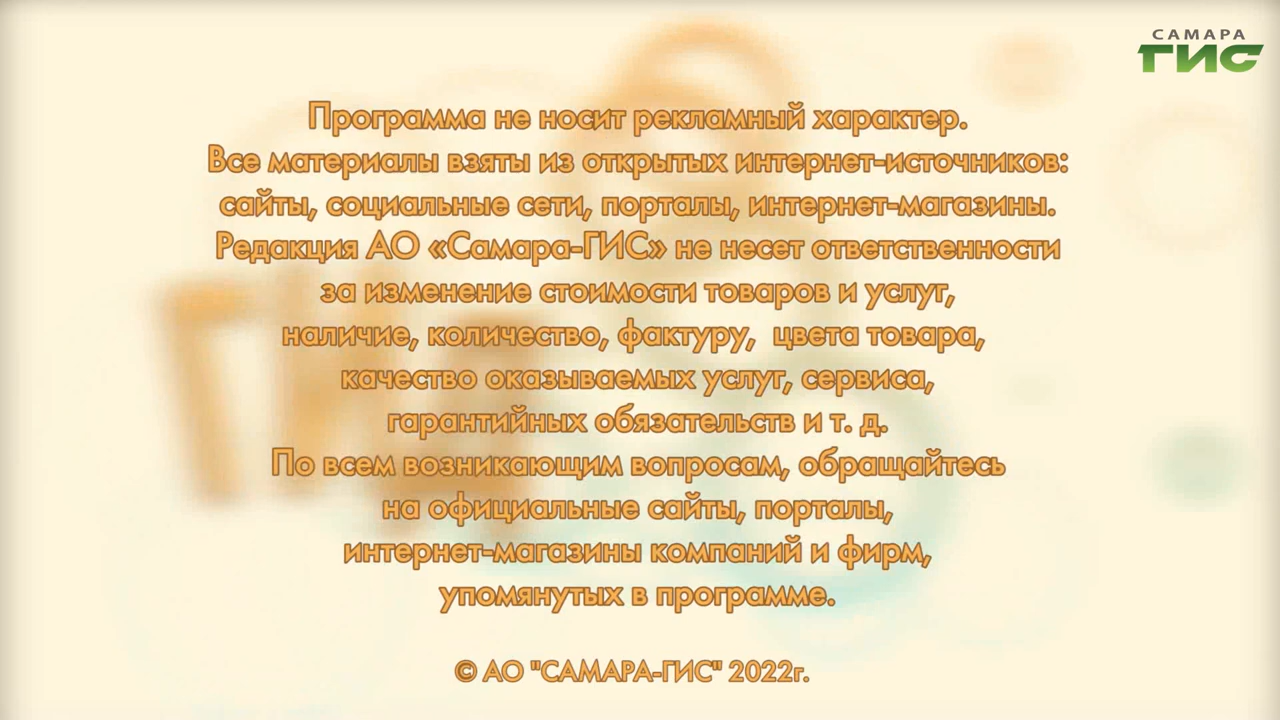 САМАРА
ГИС
Программа не носит рекламный характер.
Все материалы взяты из открытых интернет-источников:
сайты, социальные сети, порталы, интернет-магазины.
Редакция АО «Самара-ГИС» не несет ответственности
за изменение стоимости товаров и услуг,
наличие, количество, фактуру, цвета товара,
качество оказываемых услуг, сервиса,
гарантийных обязательств и т. д.
По всем возникающим вопросам, обращайтесь
на официальные сайты, порталы,
интернет-магазины компаний и фирм,
упомянутых в программе.
© АО "САМАРА-ГИС" 2022г.